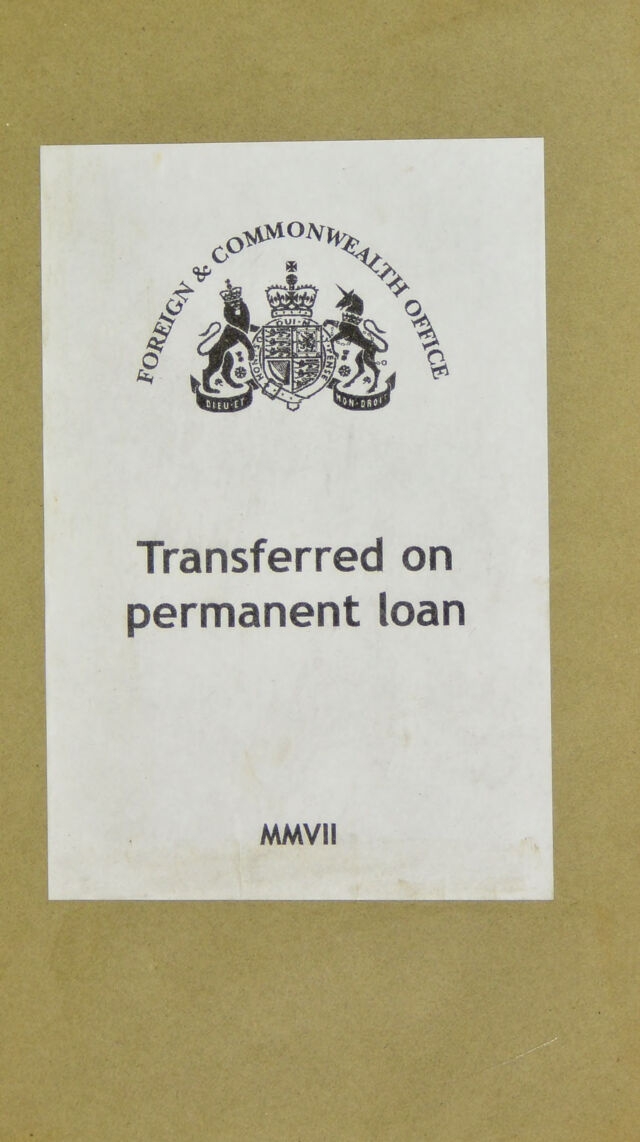 FOREIGN & COMMONWEALTH OFFICE
DIEU·ET
MON·DROIT
Transferred on
permanent loan
MMVII